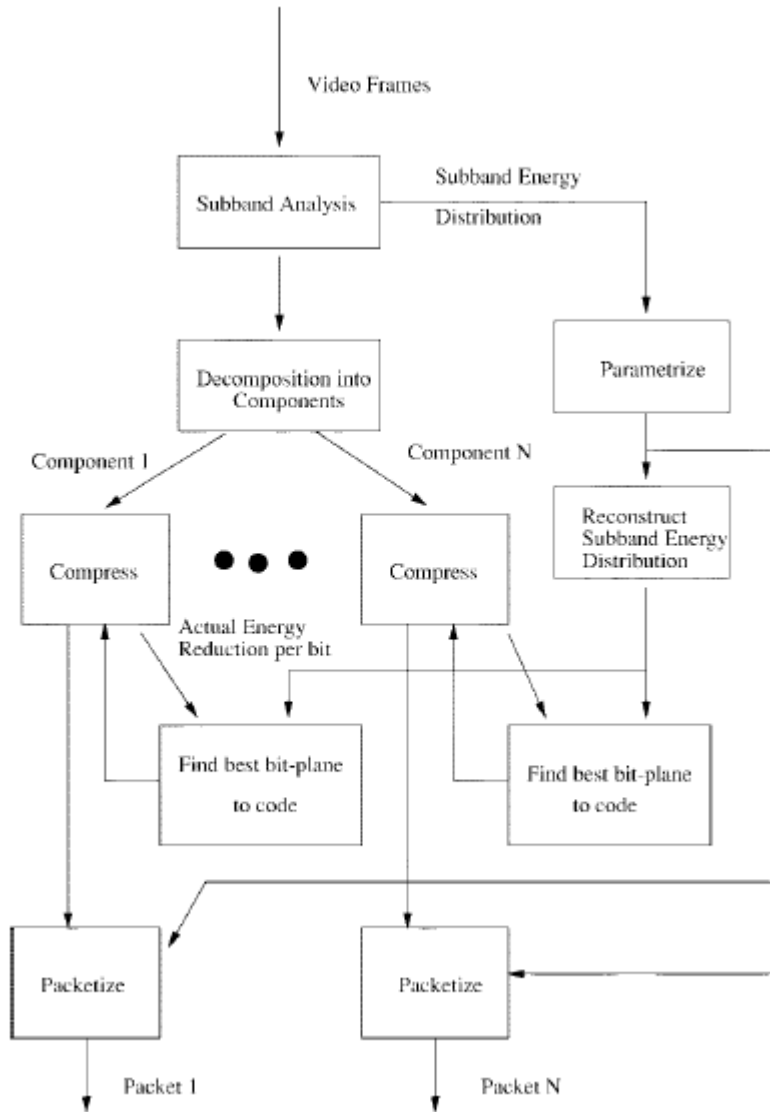 Video Frames
Subband Analysis
Subband Energy
Distribution
Decomposition into
Components
Parametrize
Component 1
Component N
Compress
Compress
Reconstruct
Subband Energy
Distribution
Actual Energy
Reduction per bit
Find best bit-plane
to code
Find best bit-plane
to code
Packetize
Packetize
Packet 1
Packet N